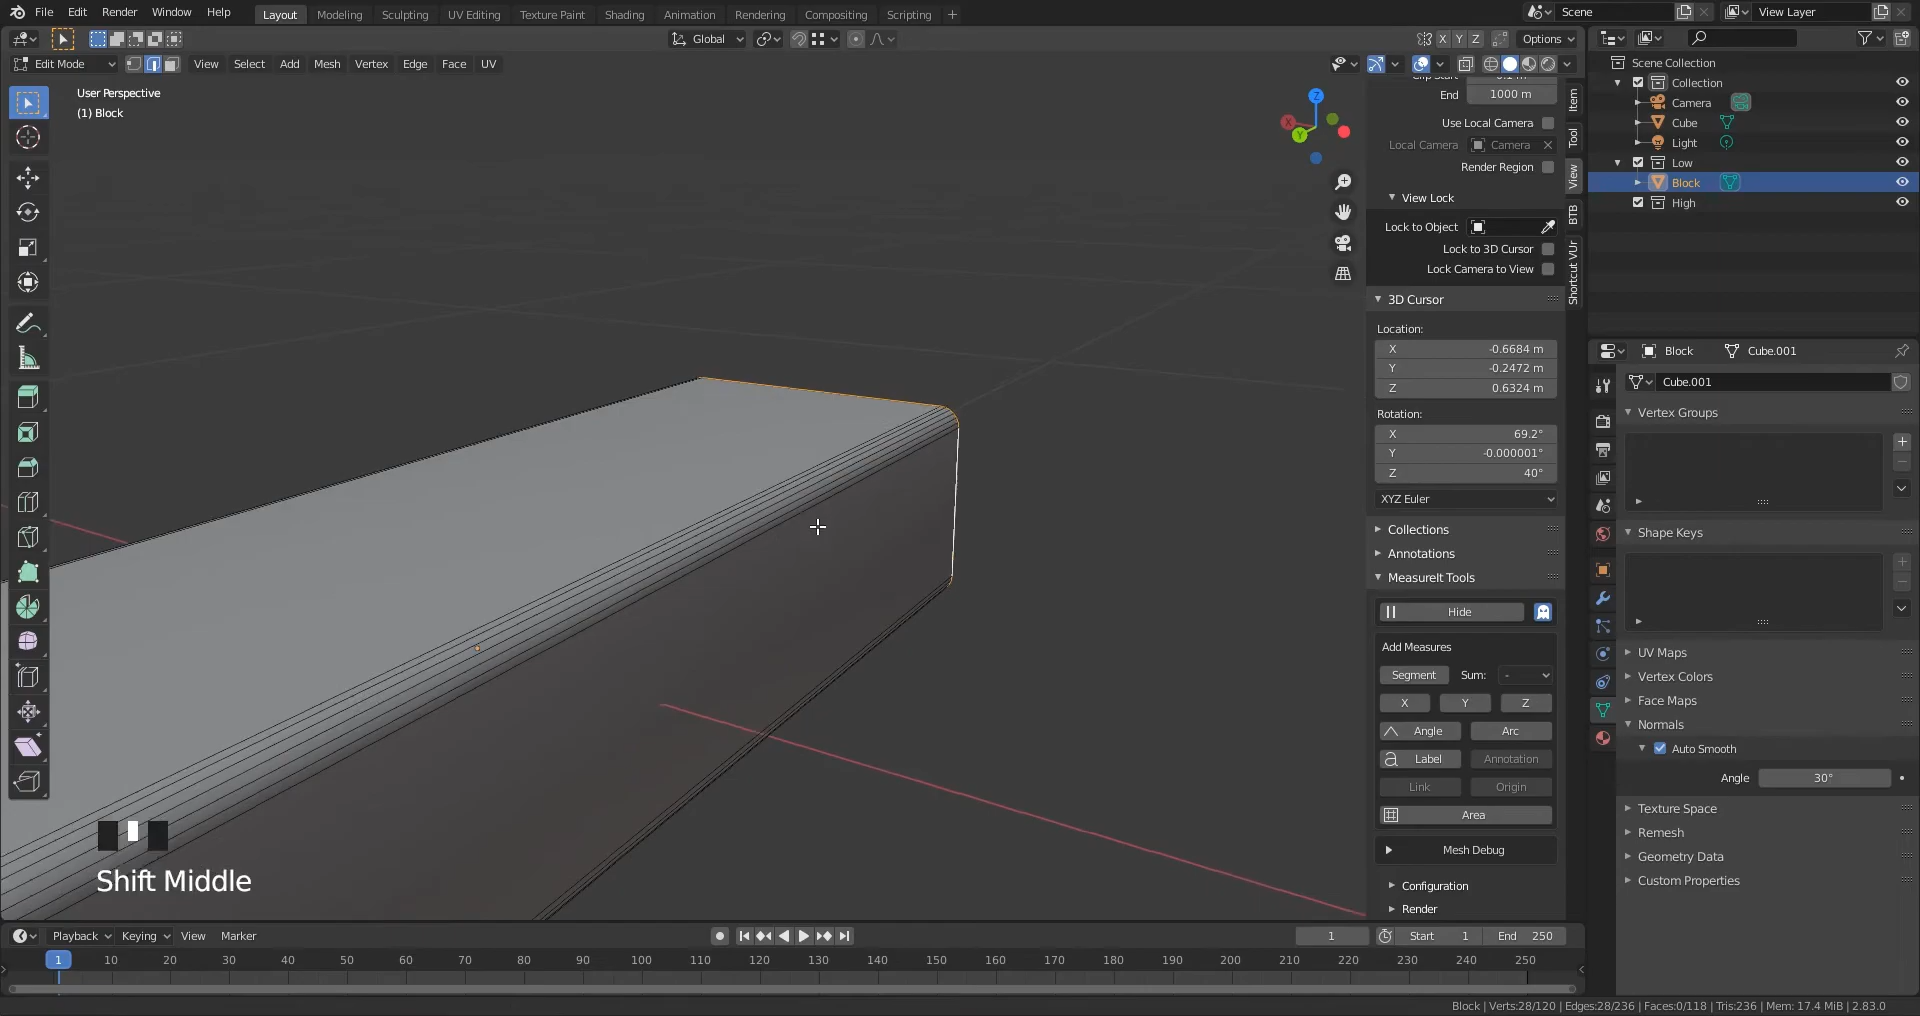 File Edit Render Window Help Layout Modeling Sculpting UV Editing Texture Paint Shading Animation Rendering Compositing Scripting + Scene View Layer
Global X Y Z Options
Edit Mode View Select Add Mesh Vertex Edge Face UV
User Perspective
(1) Block
Z
X
Y
Clip Start 0.1 m
End 1000 m
Use Local Camera
Local Camera Camera
Render Region
View Lock
Lock to Object
Lock to 3D Cursor
Lock Camera to View
3D Cursor
Location:
X -0.6684 m
Y -0.2472 m
Z 0.6324 m
Rotation:
X 69.2°
Y -0.000001°
Z 40°
XYZ Euler
Collections
Annotations
MeasureIt Tools
Hide
Add Measures
Segment Sum: -
X Y Z
Angle Arc
Label Annotation
Link Origin
Area
Mesh Debug
Configuration
Render
Item
Tool
View
BTB
Shortcut VUr
Scene Collection
Collection
Camera
Cube
Light
Low
Block
High
Block Cube.001
Cube.001
Vertex Groups
Shape Keys
UV Maps
Vertex Colors
Face Maps
Normals
Auto Smooth
Angle 30°
Texture Space
Remesh
Geometry Data
Custom Properties
Shift Middle
Playback Keying View Marker 1 Start 1 End 250
1 10 20 30 40 50 60 70 80 90 100 110 120 130 140 150 160 170 180 190 200 210 220 230 240 250
Block | Verts:28/120 | Edges:28/236 | Faces:0/118 | Tris:236 | Mem: 17.4 MiB | 2.83.0